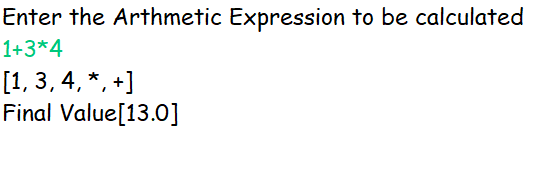 Enter the Arthmetic Expression to be calculated
1+3*4
[1, 3, 4, *, +]
Final Value[13.0]